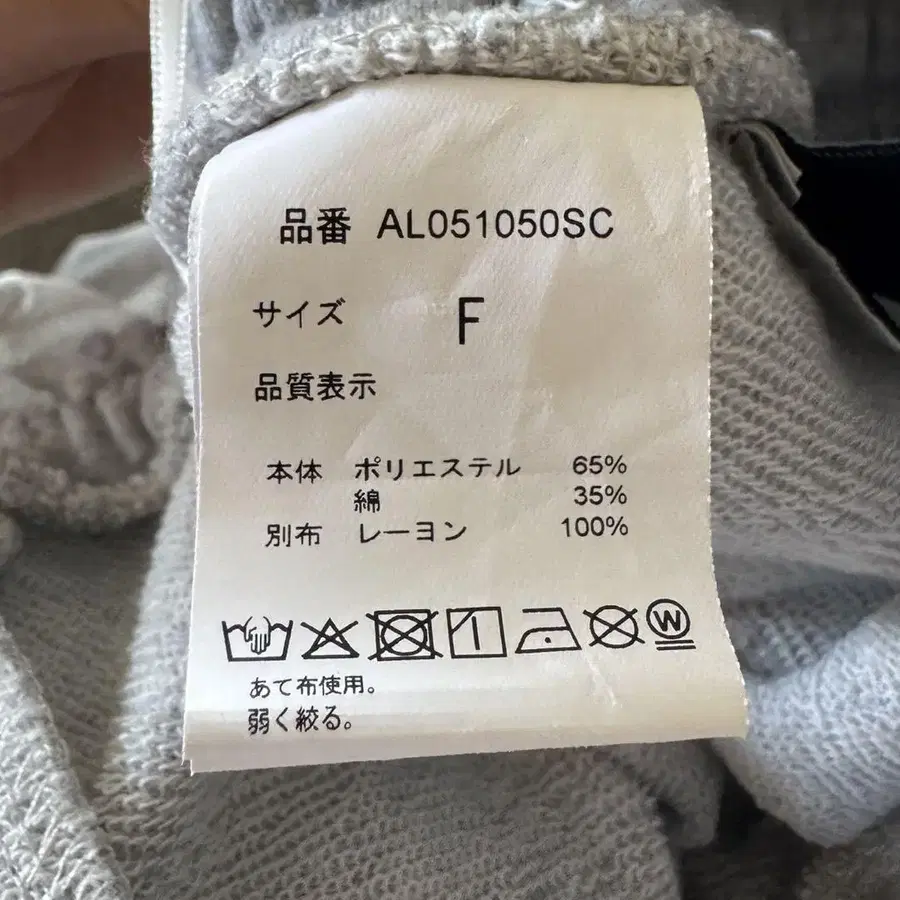 品番 AL051050SC
サイズ F
品質表示
本体 ポリエステル 65%
綿 35%
別布 レーヨン 100%
W
あて布使用。
弱く絞る。